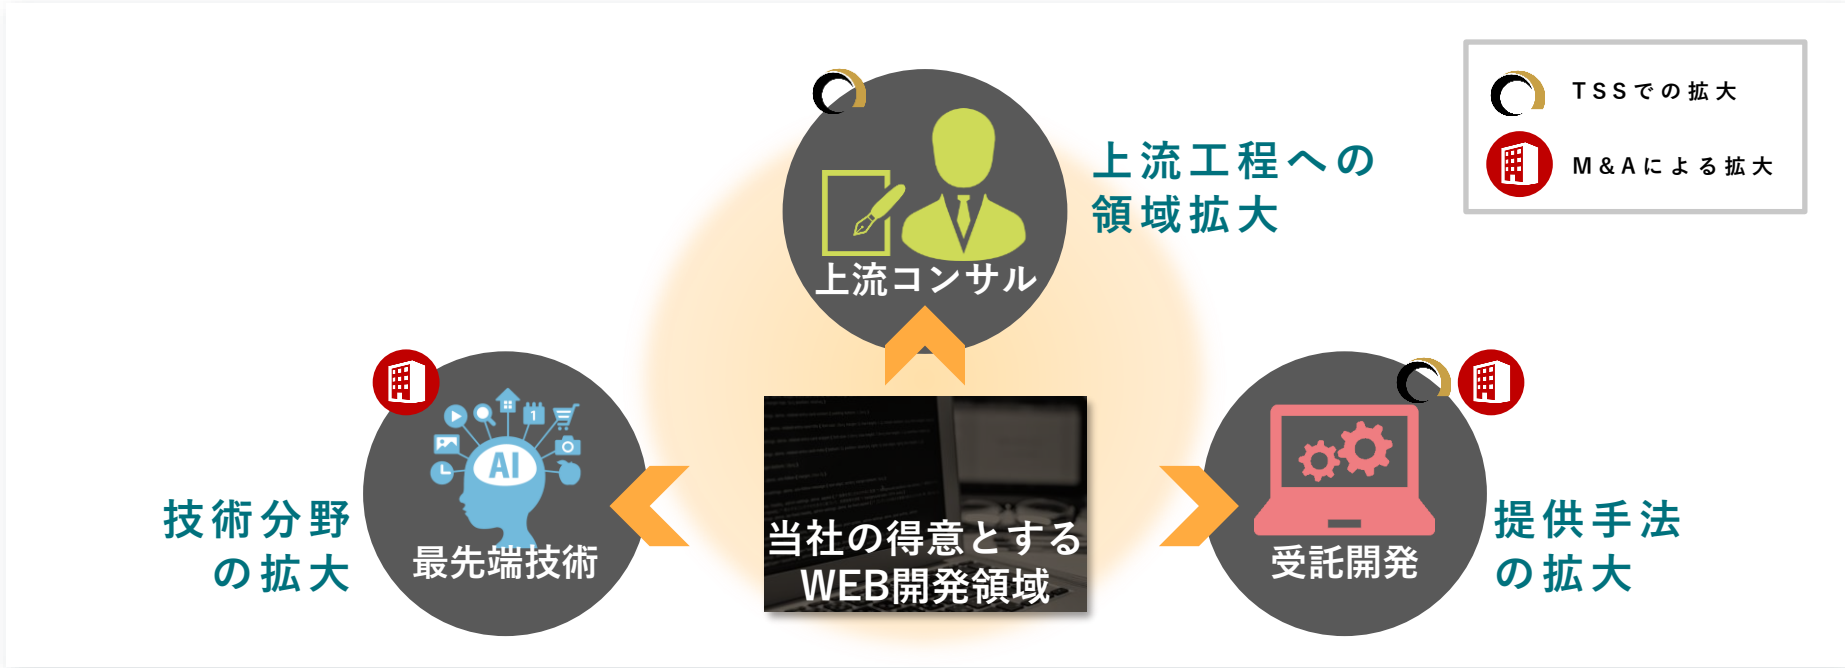 TSSでの拡大
M&Aによる拡大
上流工程への
領域拡大
上流コンサル
1
AI
技術分野
の拡大
最先端技術
当社の得意とする
WEB開発領域
受託開発
提供手法
の拡大